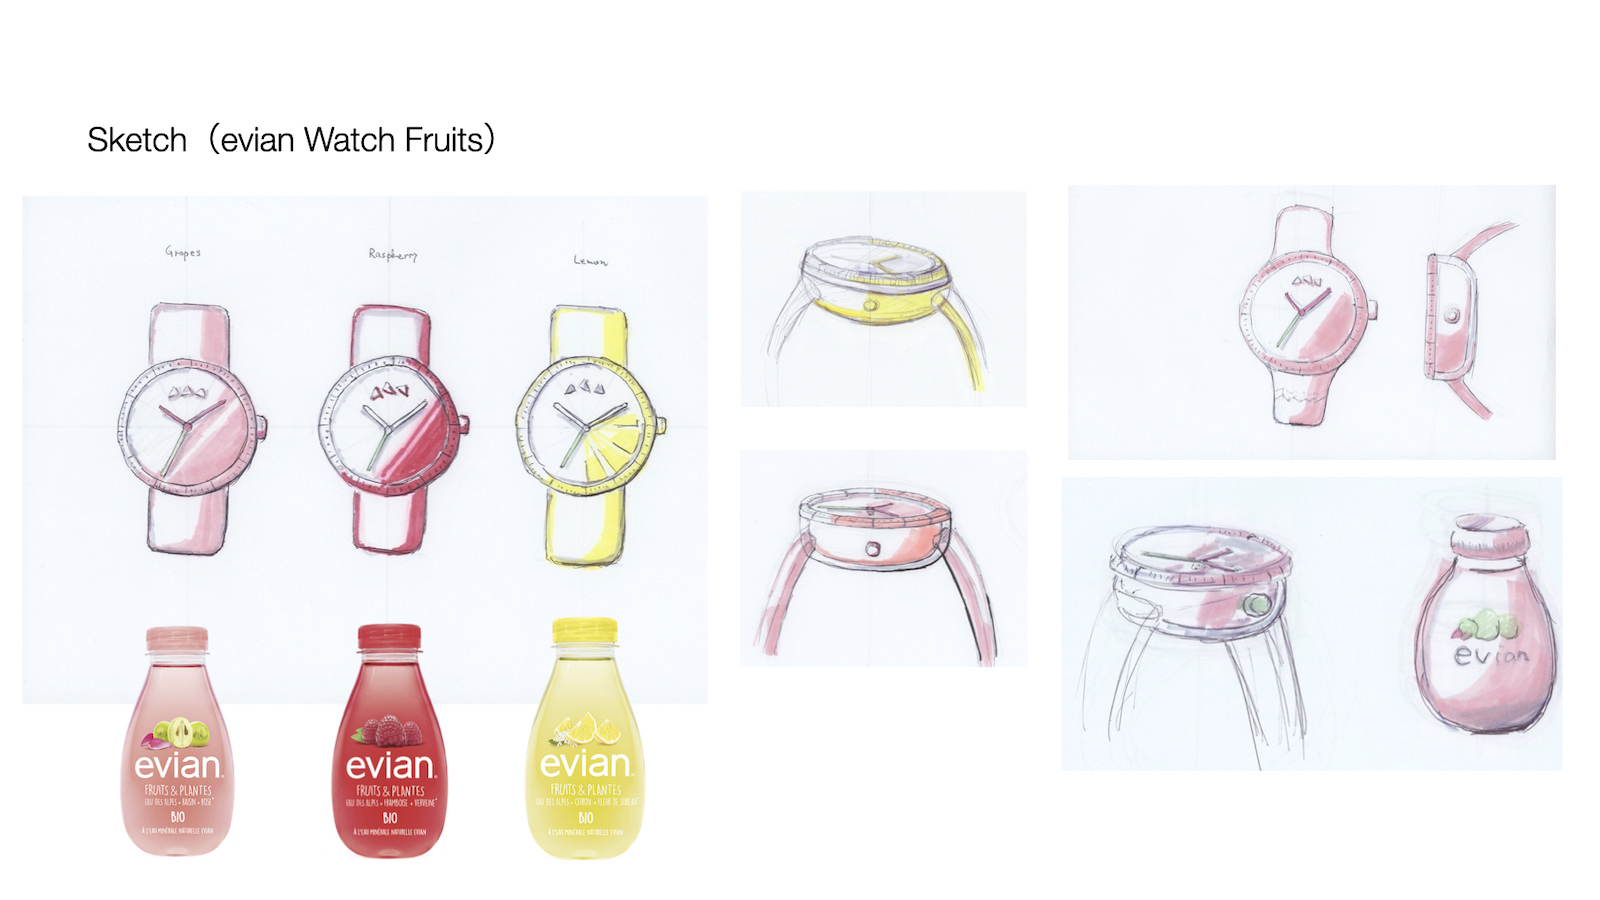 Sketch（evian Watch Fruits）
Grapes
Raspberry
Lemon
evian
evian®
FRUITS & PLANTES
EAU DES ALPES + RAISIN + ROSE*
BIO
À L'EAU MINÉRALE NATURELLE EVIAN
evian®
FRUITS & PLANTES
EAU DES ALPES + FRAMBOISE + VERVEINE*
BIO
À L'EAU MINÉRALE NATURELLE EVIAN
evian®
FRUITS & PLANTES
EAU DES ALPES + CITRON + FLEUR DE SUREAU*
BIO
À L'EAU MINÉRALE NATURELLE EVIAN